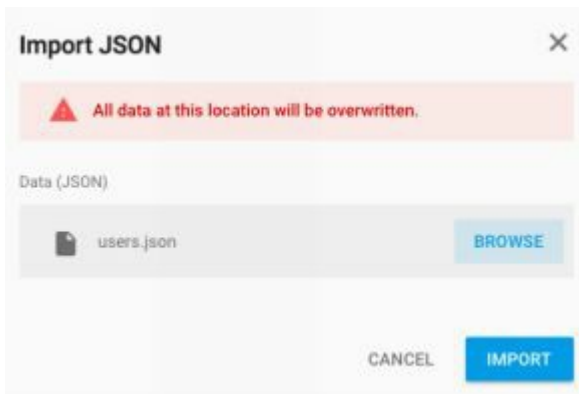 Import JSON
All data at this location will be overwritten.
Data (JSON)
users.json
BROWSE
CANCEL
IMPORT